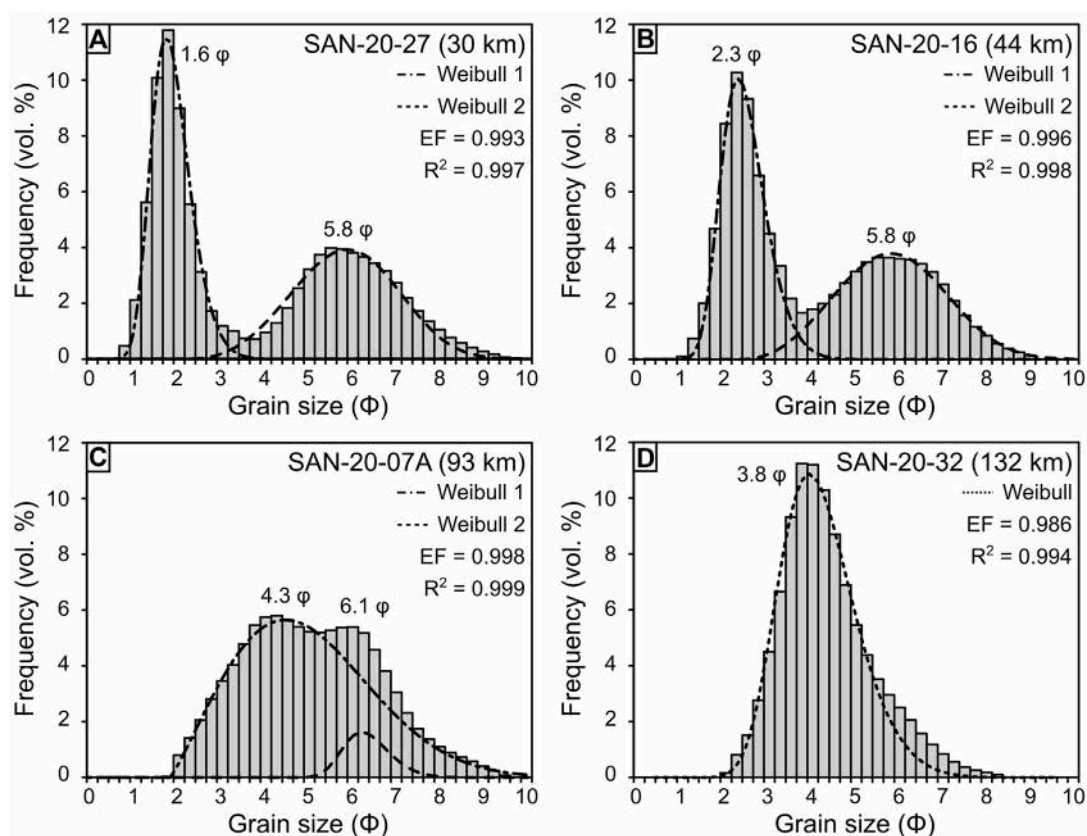 A
SAN-20-27 (30 km)
1.6 φ
Weibull 1
Weibull 2
EF = 0.993
R² = 0.997
5.8 φ
12
10
8
6
4
2
0
Frequency (vol. %)
0 1 2 3 4 5 6 7 8 9 10
Grain size (Φ)
B
SAN-20-16 (44 km)
2.3 φ
Weibull 1
Weibull 2
EF = 0.996
R² = 0.998
5.8 φ
12
10
8
6
4
2
0
Frequency (vol. %)
0 1 2 3 4 5 6 7 8 9 10
Grain size (Φ)
C
SAN-20-07A (93 km)
Weibull 1
Weibull 2
EF = 0.998
R² = 0.999
4.3 φ 6.1 φ
12
10
8
6
4
2
0
Frequency (vol. %)
0 1 2 3 4 5 6 7 8 9 10
Grain size (Φ)
D
SAN-20-32 (132 km)
3.8 φ
Weibull
EF = 0.986
R² = 0.994
12
10
8
6
4
2
0
Frequency (vol. %)
0 1 2 3 4 5 6 7 8 9 10
Grain size (Φ)